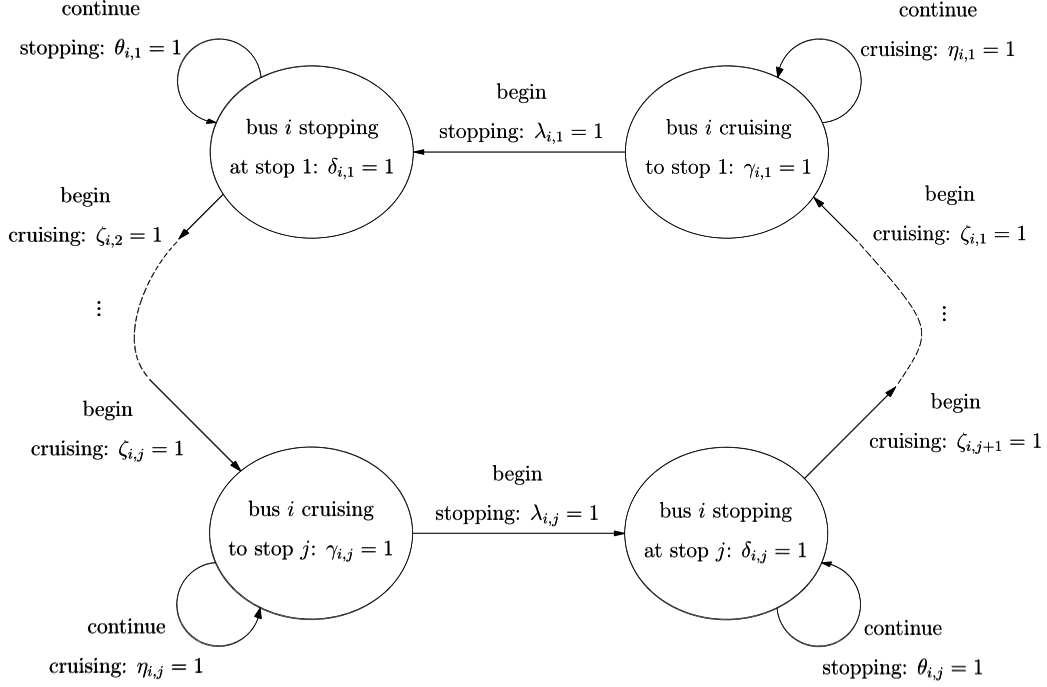 continue
stopping: θ_{i,1} = 1
continue
cruising: η_{i,1} = 1
begin
stopping: λ_{i,1} = 1
bus i stopping
at stop 1: δ_{i,1} = 1
bus i cruising
to stop 1: γ_{i,1} = 1
begin
cruising: ζ_{i,2} = 1
begin
cruising: ζ_{i,1} = 1
⋮
⋮
begin
cruising: ζ_{i,j} = 1
begin
cruising: ζ_{i,j+1} = 1
begin
stopping: λ_{i,j} = 1
bus i cruising
to stop j: γ_{i,j} = 1
bus i stopping
at stop j: δ_{i,j} = 1
continue
cruising: η_{i,j} = 1
continue
stopping: θ_{i,j} = 1